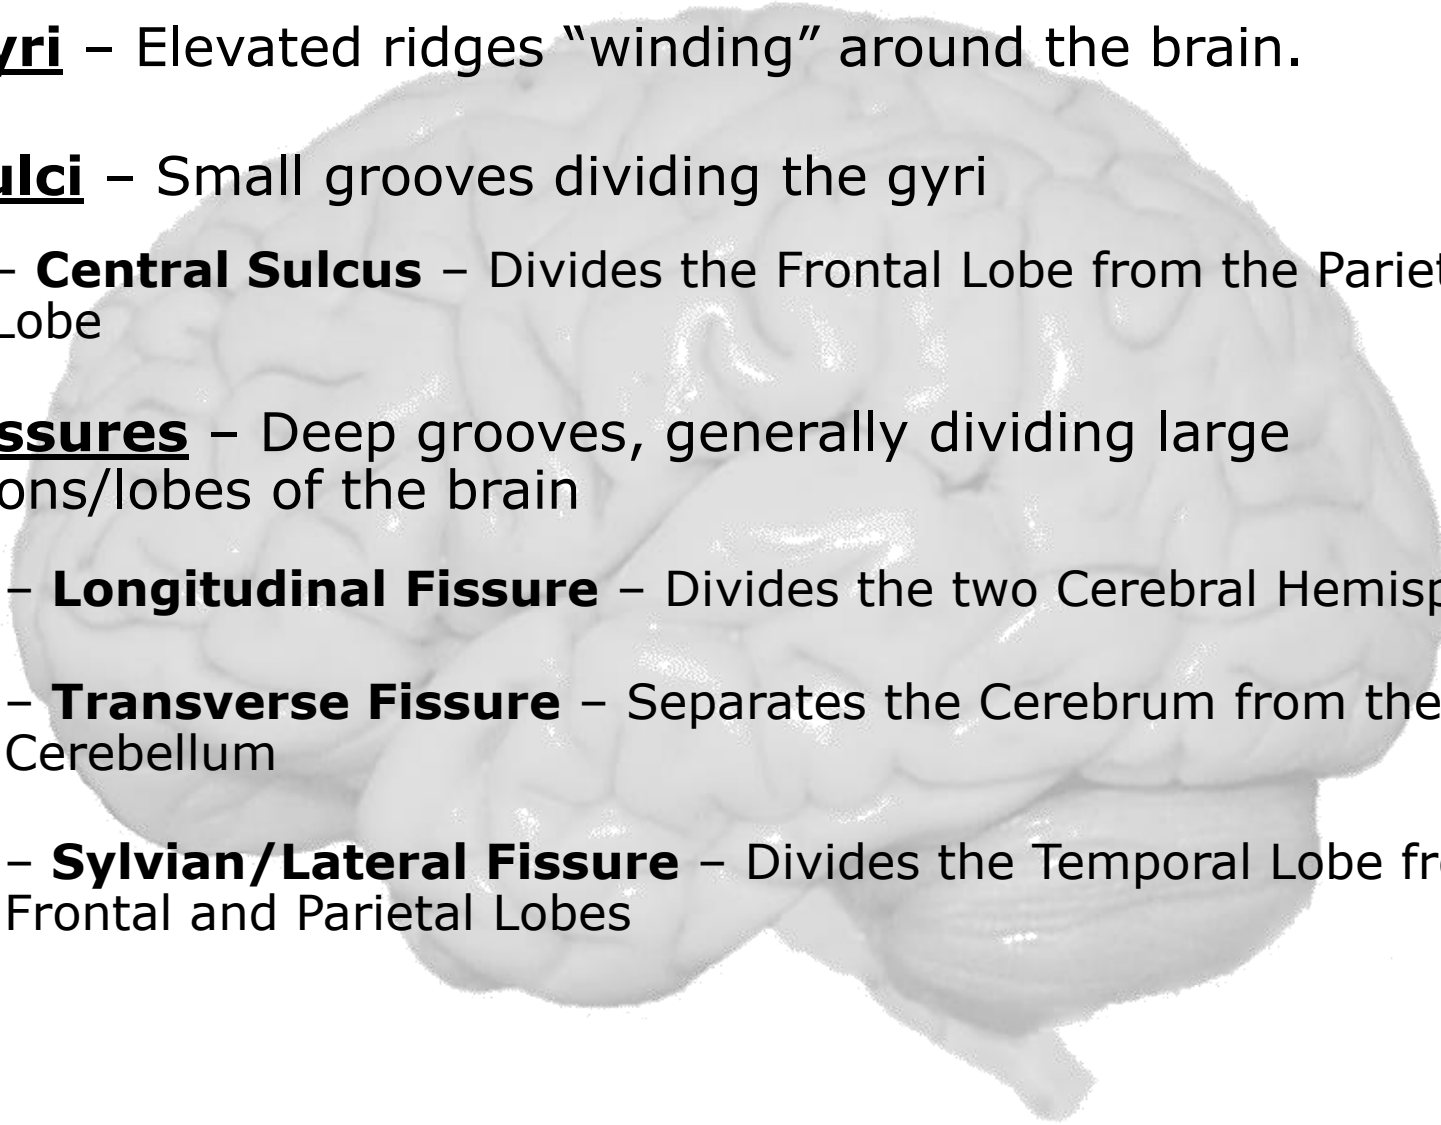 yri – Elevated ridges “winding” around the brain.
ulci – Small grooves dividing the gyri
– Central Sulcus – Divides the Frontal Lobe from the Pariet
Lobe
ssures – Deep grooves, generally dividing large
ons/lobes of the brain
– Longitudinal Fissure – Divides the two Cerebral Hemisp
– Transverse Fissure – Separates the Cerebrum from the
Cerebellum
– Sylvian/Lateral Fissure – Divides the Temporal Lobe fr
Frontal and Parietal Lobes